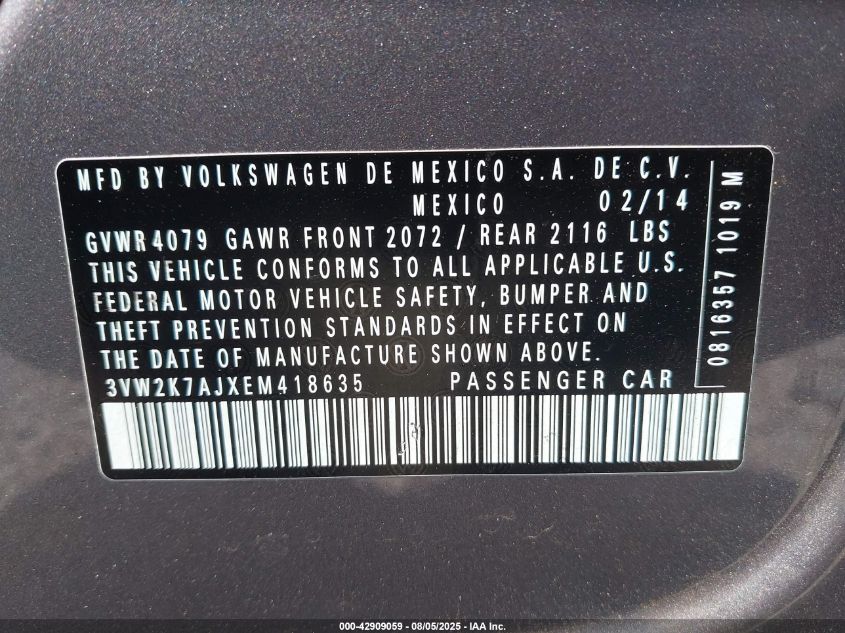 MFD BY VOLKSWAGEN DE MEXICO S.A. DE C.V.
MEXICO 02/14
GVWR 4079 GAWR FRONT 2072 / REAR 2116 LBS
THIS VEHICLE CONFORMS TO ALL APPLICABLE U.S.
FEDERAL MOTOR VEHICLE SAFETY, BUMPER AND
THEFT PREVENTION STANDARDS IN EFFECT ON
THE DATE OF MANUFACTURE SHOWN ABOVE.
3VW2K7AJXEM418635 PASSENGER CAR
0816357 1019 M
000-42909059 - 08/05/2025 - IAA Inc.